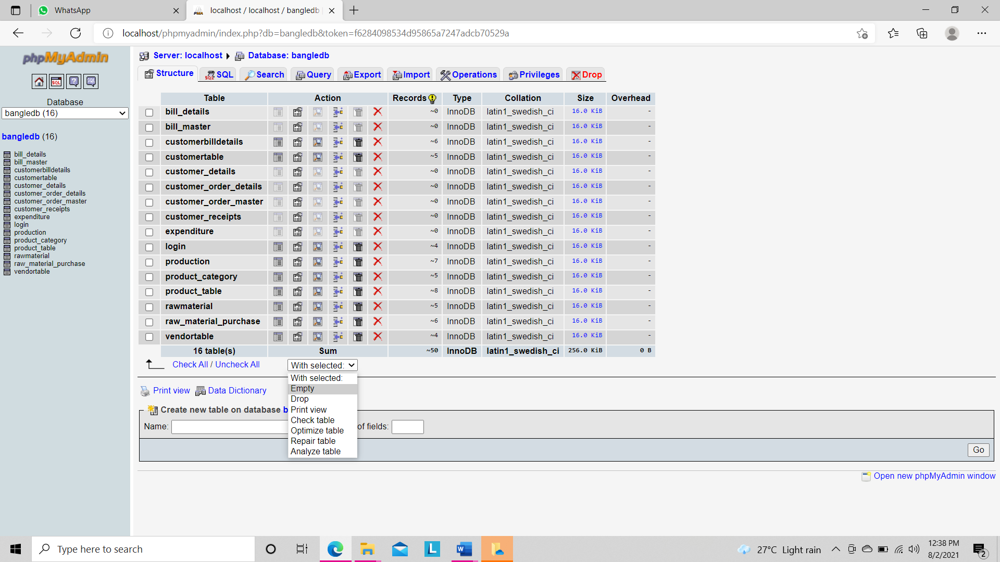 WhatsApp
localhost / localhost / bangledb
localhost/phpmyadmin/index.php?db=bangledb&token=f6284098534d95865a7247adcb70529a
phpMyAdmin
SQL
SQL
Database
bangledb (16)
bangledb (16)
bill_details
bill_master
customerbilldetails
customertable
customer_details
customer_order_details
customer_order_master
customer_receipts
expenditure
login
production
product_category
product_table
rawmaterial
raw_material_purchase
vendortable
Server: localhost Database: bangledb
Structure SQL Search Query Export Import Operations Privileges Drop
Table Action Records Type Collation Size Overhead
bill_details ~0 InnoDB latin1_swedish_ci 16.0 KiB -
bill_master ~0 InnoDB latin1_swedish_ci 16.0 KiB -
customerbilldetails ~6 InnoDB latin1_swedish_ci 16.0 KiB -
customertable ~5 InnoDB latin1_swedish_ci 16.0 KiB -
customer_details ~0 InnoDB latin1_swedish_ci 16.0 KiB -
customer_order_details ~0 InnoDB latin1_swedish_ci 16.0 KiB -
customer_order_master ~0 InnoDB latin1_swedish_ci 16.0 KiB -
customer_receipts ~0 InnoDB latin1_swedish_ci 16.0 KiB -
expenditure ~0 InnoDB latin1_swedish_ci 16.0 KiB -
login ~4 InnoDB latin1_swedish_ci 16.0 KiB -
production ~7 InnoDB latin1_swedish_ci 16.0 KiB -
product_category ~5 InnoDB latin1_swedish_ci 16.0 KiB -
product_table ~8 InnoDB latin1_swedish_ci 16.0 KiB -
rawmaterial ~5 InnoDB latin1_swedish_ci 16.0 KiB -
raw_material_purchase ~6 InnoDB latin1_swedish_ci 16.0 KiB -
vendortable ~4 InnoDB latin1_swedish_ci 16.0 KiB -
16 table(s) Sum ~50 InnoDB latin1_swedish_ci 256.0 KiB 0 B
Check All / Uncheck All With selected:
With selected:
Empty
Drop
Print view
Check table
Optimize table
Repair table
Analyze table
Print view Data Dictionary
Create new table on database b
Name: of fields:
Go
Open new phpMyAdmin window
Type here to search
27°C Light rain
12:38 PM
8/2/2021
2